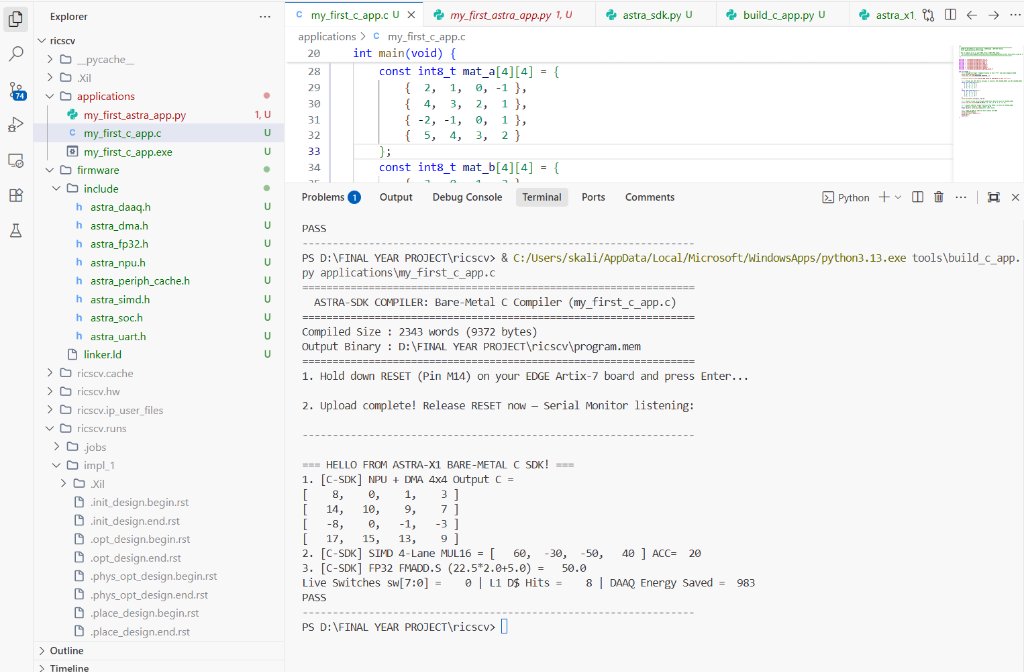 Explorer
ricscv
__pycache__
.Xil
applications
my_first_astra_app.py 1, U
my_first_c_app.c U
my_first_c_app.exe U
firmware
include
astra_daaq.h U
astra_dma.h U
astra_fp32.h U
astra_npu.h U
astra_periph_cache.h U
astra_simd.h U
astra_soc.h U
astra_uart.h U
linker.ld U
ricscv.cache
ricscv.hw
ricscv.ip_user_files
ricscv.runs
.jobs
impl_1
.Xil
.init_design.begin.rst
.init_design.end.rst
.opt_design.begin.rst
.opt_design.end.rst
.phys_opt_design.begin.rst
.phys_opt_design.end.rst
.place_design.begin.rst
.place_design.end.rst
Outline
Timeline
74
C my_first_c_app.c U
my_first_astra_app.py 1, U
astra_sdk.py U
build_c_app.py U
astra_x1
applications > C my_first_c_app.c
20 int main(void) {
28 const int8_t mat_a[4][4] = {
29 { 2, 1, 0, -1 },
30 { 4, 3, 2, 1 },
31 { -2, -1, 0, 1 },
32 { 5, 4, 3, 2 }
33 };
34 const int8_t mat_b[4][4] = {
Problems 1 Output Debug Console Terminal Ports Comments
Python
PASS
----------------------------------------------------------------
PS D:\FINAL YEAR PROJECT\ricscv> & C:/Users/skali/AppData/Local/Microsoft/WindowsApps/python3.13.exe tools\build_c_app.
py applications\my_first_c_app.c
================================================================
ASTRA-SDK COMPILER: Bare-Metal C Compiler (my_first_c_app.c)
================================================================
Compiled Size : 2343 words (9372 bytes)
Output Binary : D:\FINAL YEAR PROJECT\ricscv\program.mem
================================================================
1. Hold down RESET (Pin M14) on your EDGE Artix-7 board and press Enter...
2. Upload complete! Release RESET now — Serial Monitor listening:
----------------------------------------------------------------
=== HELLO FROM ASTRA-X1 BARE-METAL C SDK! ===
1. [C-SDK] NPU + DMA 4x4 Output C =
[ 8, 0, 1, 3 ]
[ 14, 10, 9, 7 ]
[ -8, 0, -1, -3 ]
[ 17, 15, 13, 9 ]
2. [C-SDK] SIMD 4-Lane MUL16 = [ 60, -30, -50, 40 ] ACC= 20
3. [C-SDK] FP32 FMADD.S (22.5*2.0+5.0) = 50.0
Live Switches sw[7:0] = 0 | L1 D$ Hits = 8 | DAAQ Energy Saved = 983
PASS
----------------------------------------------------------------
PS D:\FINAL YEAR PROJECT\ricscv>